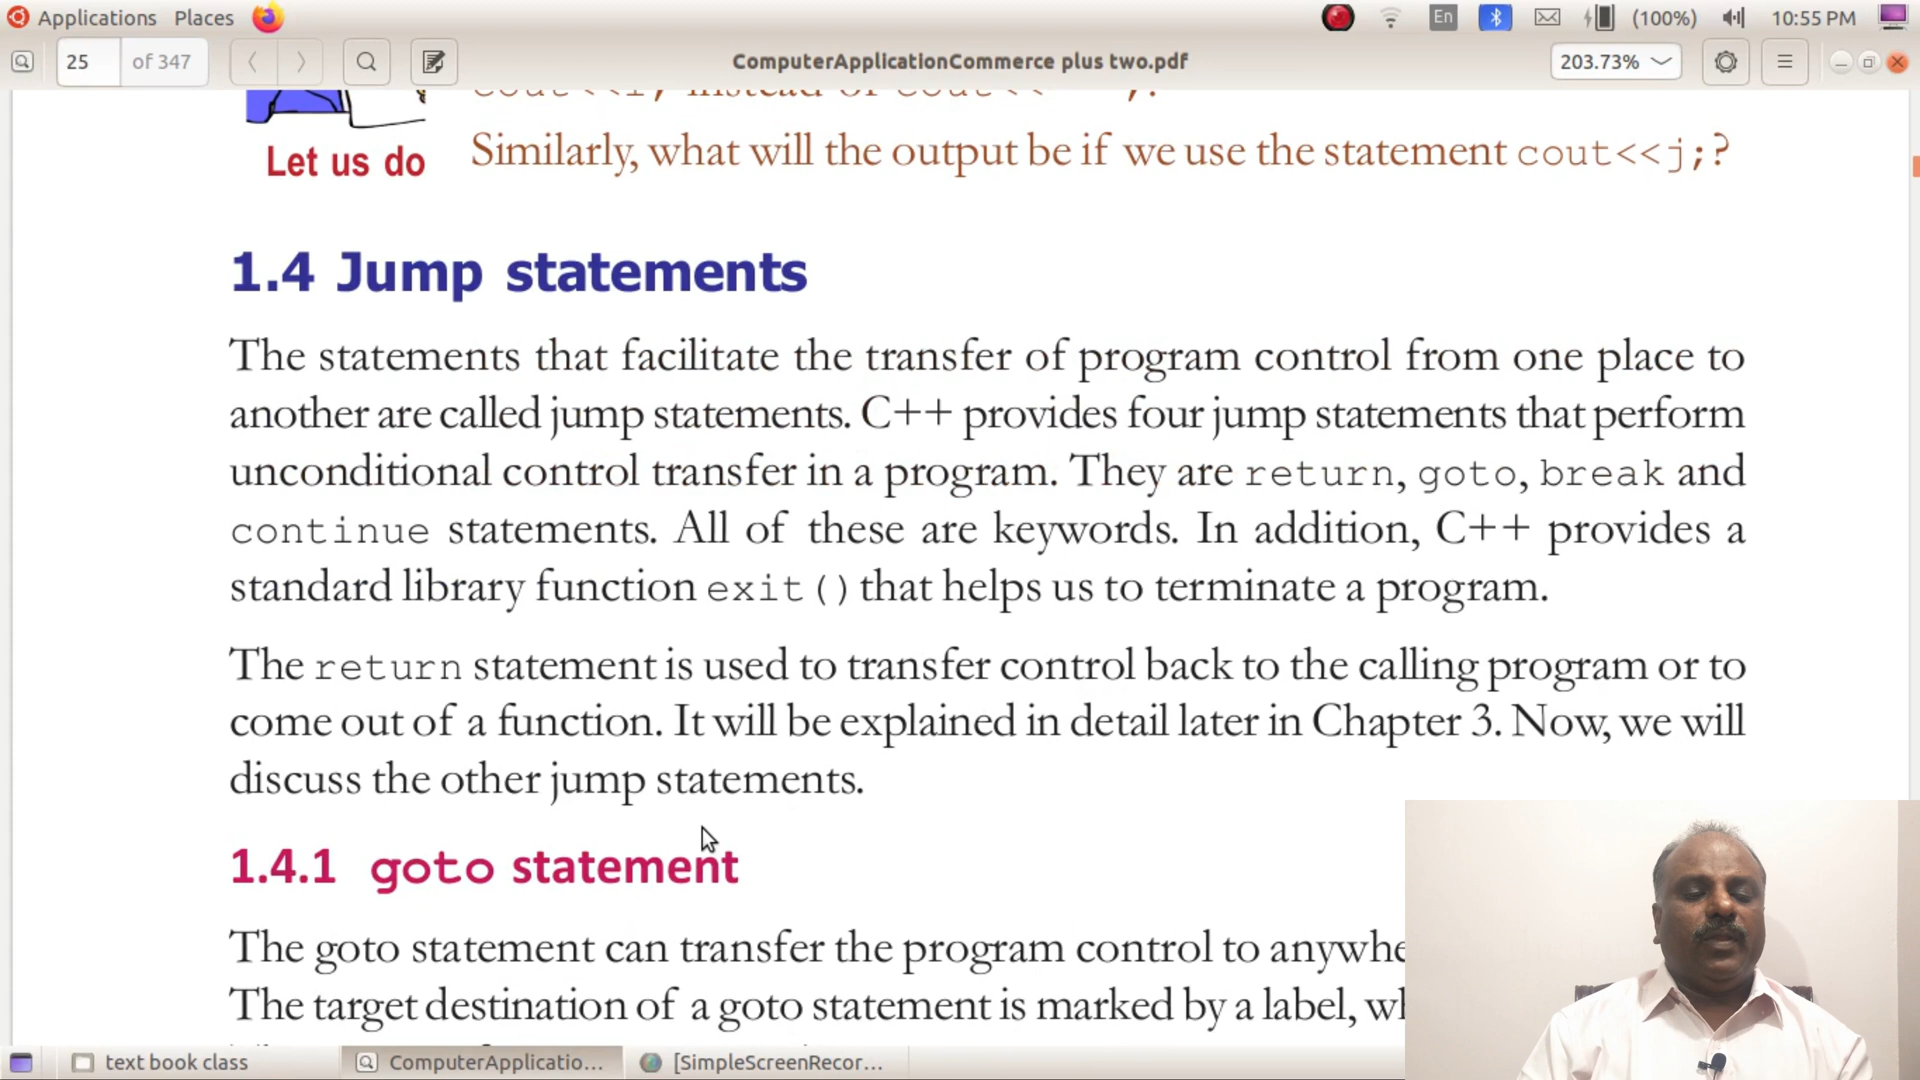 Applications Places En (100%) 10:55 PM
25 of 347 ComputerApplicationCommerce plus two.pdf 203.73%
Let us do
Similarly, what will the output be if we use the statement cout<<j;?
1.4 Jump statements
The statements that facilitate the transfer of program control from one place to
another are called jump statements. C++ provides four jump statements that perform
unconditional control transfer in a program. They are return, goto, break and
continue statements. All of these are keywords. In addition, C++ provides a
standard library function exit() that helps us to terminate a program.
The return statement is used to transfer control back to the calling program or to
come out of a function. It will be explained in detail later in Chapter 3. Now, we will
discuss the other jump statements.
1.4.1 goto statement
The goto statement can transfer the program control to
The target destination of a goto statement is marked by a label,
text book class ComputerApplicatio... [SimpleScreenRecor...